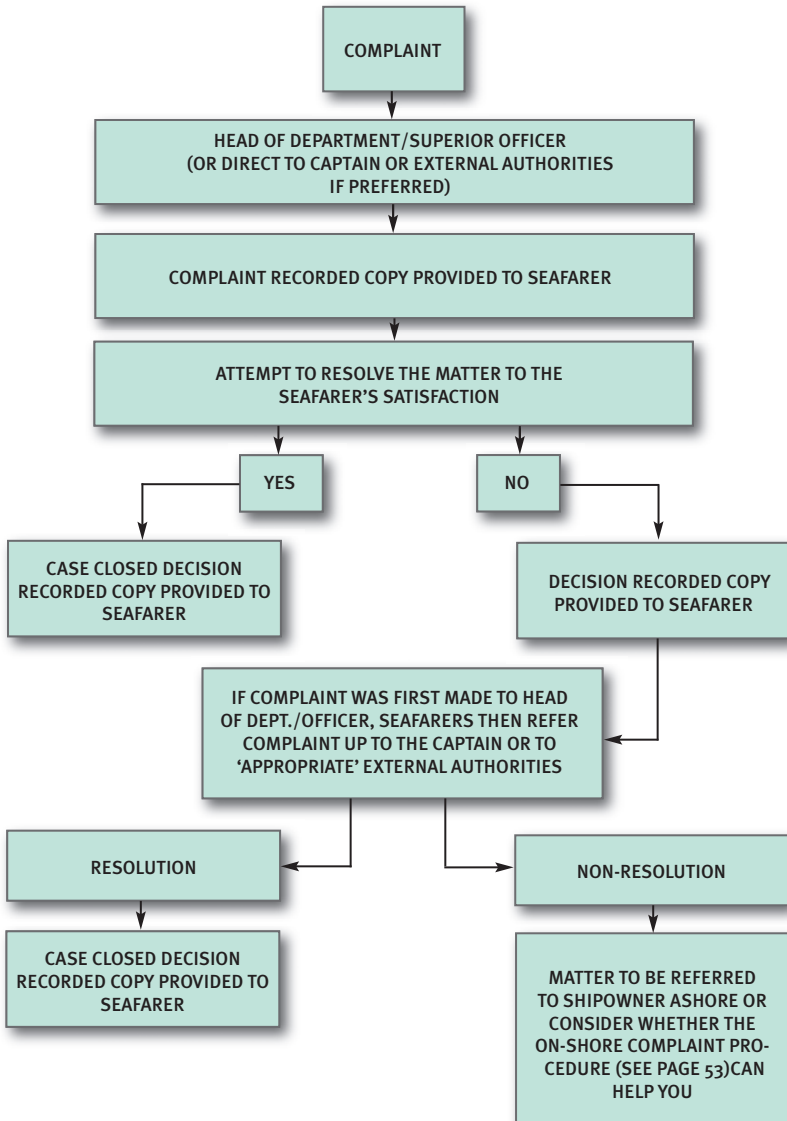 COMPLAINT
HEAD OF DEPARTMENT/SUPERIOR OFFICER
(OR DIRECT TO CAPTAIN OR EXTERNAL AUTHORITIES
IF PREFERRED)
COMPLAINT RECORDED COPY PROVIDED TO SEAFARER
ATTEMPT TO RESOLVE THE MATTER TO THE
SEAFARER’S SATISFACTION
YES
NO
CASE CLOSED DECISION
RECORDED COPY PROVIDED TO
SEAFARER
DECISION RECORDED COPY
PROVIDED TO SEAFARER
IF COMPLAINT WAS FIRST MADE TO HEAD
OF DEPT./OFFICER, SEAFARERS THEN REFER
COMPLAINT UP TO THE CAPTAIN OR TO
‘APPROPRIATE’ EXTERNAL AUTHORITIES
RESOLUTION
NON-RESOLUTION
CASE CLOSED DECISION
RECORDED COPY PROVIDED TO
SEAFARER
MATTER TO BE REFERRED
TO SHIPOWNER ASHORE OR
CONSIDER WHETHER THE
ON-SHORE COMPLAINT PRO-
CEDURE (SEE PAGE 53)CAN
HELP YOU